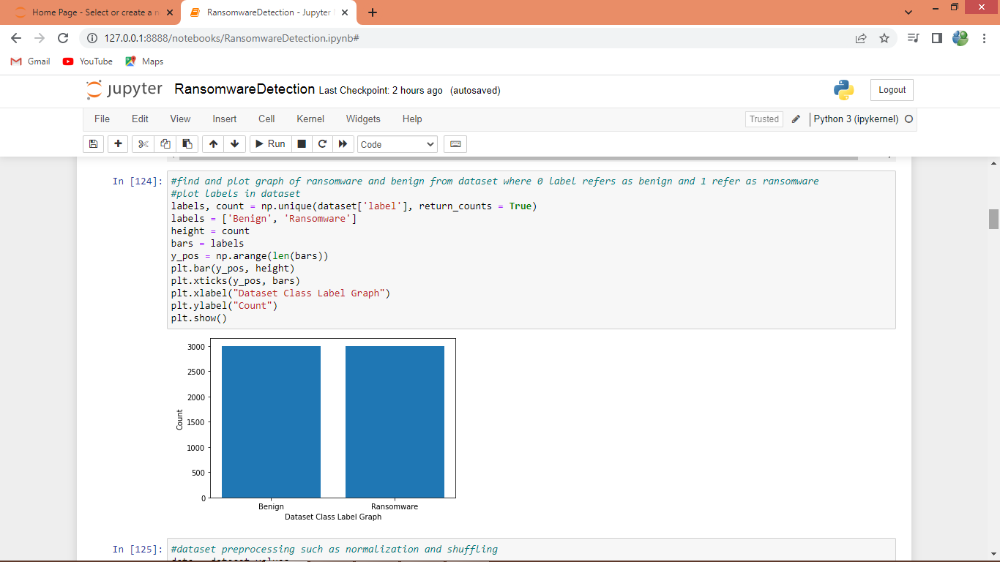 Home Page - Select or create a n
RansomwareDetection - Jupyter
127.0.0.1:8888/notebooks/RansomwareDetection.ipynb#
Gmail YouTube Maps
jupyter RansomwareDetection Last Checkpoint: 2 hours ago (autosaved) Logout
File Edit View Insert Cell Kernel Widgets Help Trusted Python 3 (ipykernel)
Run Code
In [124]:
#find and plot graph of ransomware and benign from dataset where 0 label refers as benign and 1 refer as ransomware
#plot labels in dataset
labels, count = np.unique(dataset['label'], return_counts = True)
labels = ['Benign', 'Ransomware']
height = count
bars = labels
y_pos = np.arange(len(bars))
plt.bar(y_pos, height)
plt.xticks(y_pos, bars)
plt.xlabel("Dataset Class Label Graph")
plt.ylabel("Count")
plt.show()
3000
2500
2000
1500
1000
500
0
Count
Benign Ransomware
Dataset Class Label Graph
In [125]:
#dataset preprocessing such as normalization and shuffling